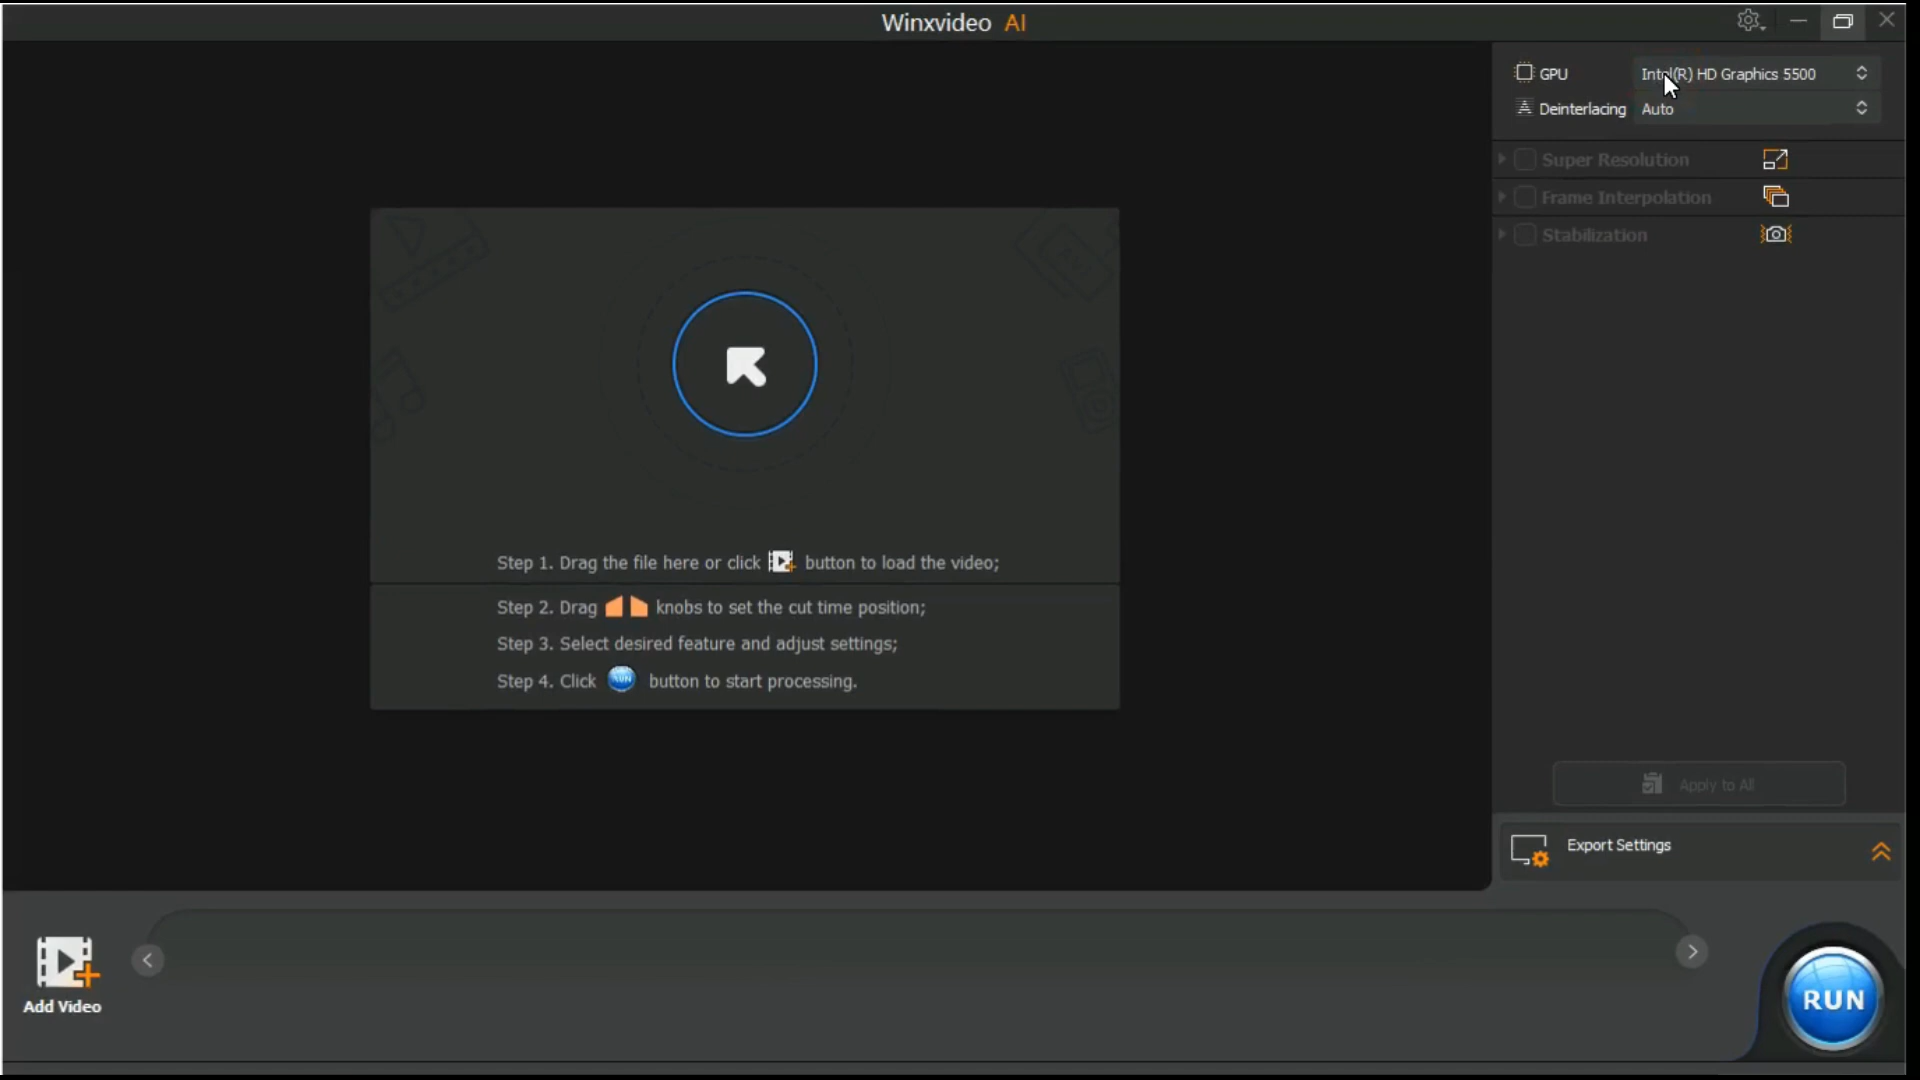 Winxvideo AI
GPU
Intel(R) HD Graphics 5500
Deinterlacing
Auto
Super Resolution
Frame Interpolation
Stabilization
Step 1. Drag the file here or click button to load the video;
Step 2. Drag knobs to set the cut time position;
Step 3. Select desired feature and adjust settings;
Step 4. Click RUN button to start processing.
Apply to All
Export Settings
Add Video
RUN